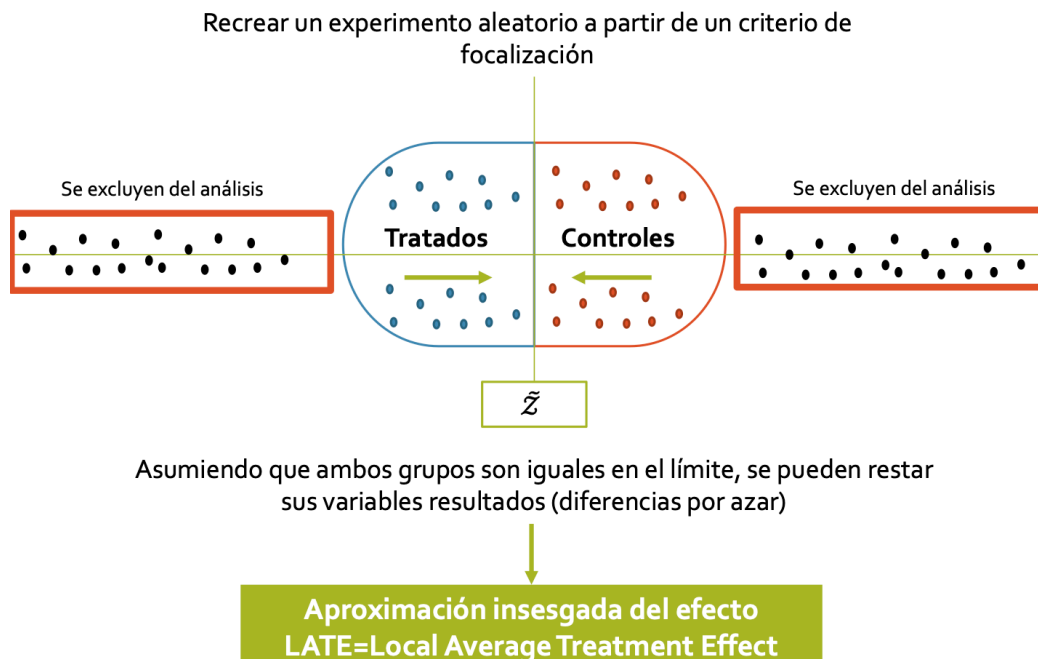 Recrear un experimento aleatorio a partir de un criterio de
focalización
Se excluyen del análisis
Se excluyen del análisis
Tratados
Controles
z̃
Asumiendo que ambos grupos son iguales en el límite, se pueden restar
sus variables resultados (diferencias por azar)
Aproximación insesgada del efecto
LATE=Local Average Treatment Effect